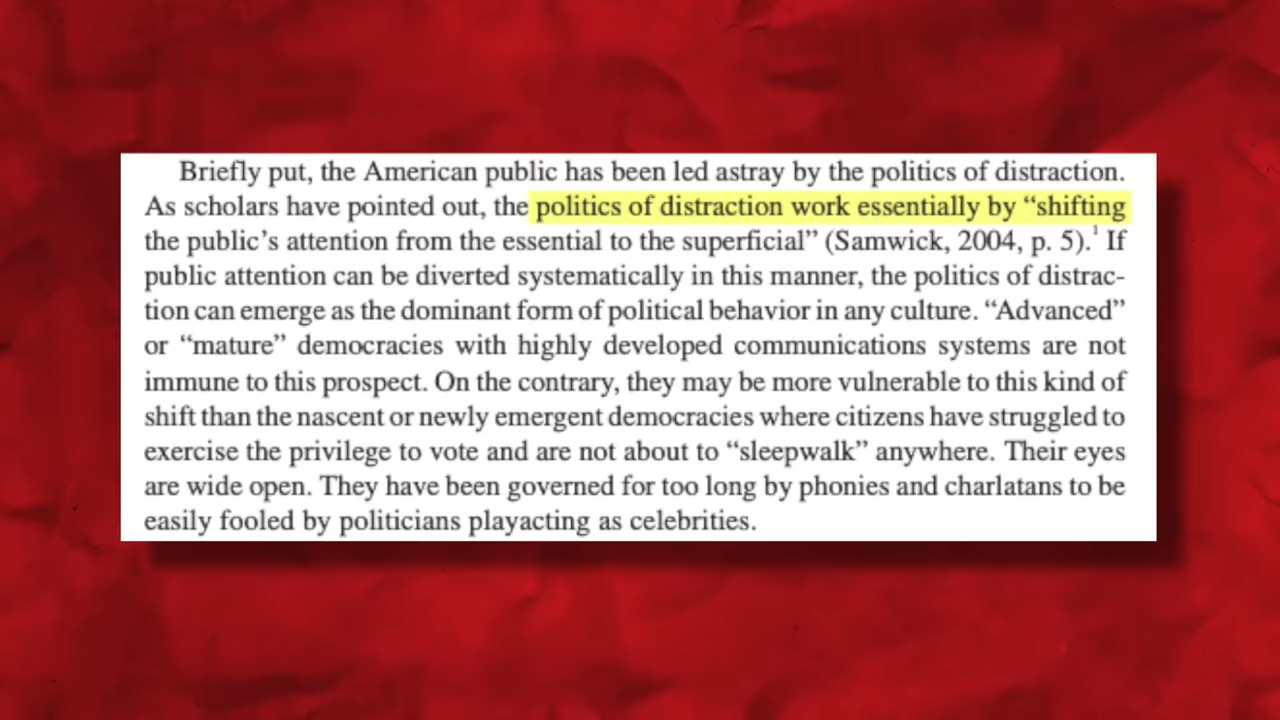 Briefly put, the American public has been led astray by the politics of distraction.
As scholars have pointed out, the politics of distraction work essentially by “shifting
the public’s attention from the essential to the superficial” (Samwick, 2004, p. 5).¹ If
public attention can be diverted systematically in this manner, the politics of distrac-
tion can emerge as the dominant form of political behavior in any culture. “Advanced”
or “mature” democracies with highly developed communications systems are not
immune to this prospect. On the contrary, they may be more vulnerable to this kind of
shift than the nascent or newly emergent democracies where citizens have struggled to
exercise the privilege to vote and are not about to “sleepwalk” anywhere. Their eyes
are wide open. They have been governed for too long by phonies and charlatans to be
easily fooled by politicians playacting as celebrities.